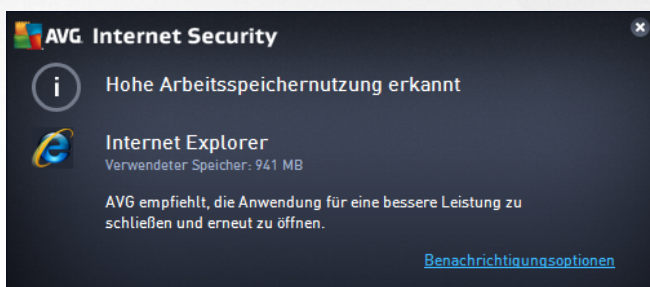 AVG. Internet Security
Hohe Arbeitsspeichernutzung erkannt
Internet Explorer
Verwendeter Speicher: 941 MB
AVG empfiehlt, die Anwendung für eine bessere Leistung zu
schließen und erneut zu öffnen.
Benachrichtigungsoptionen